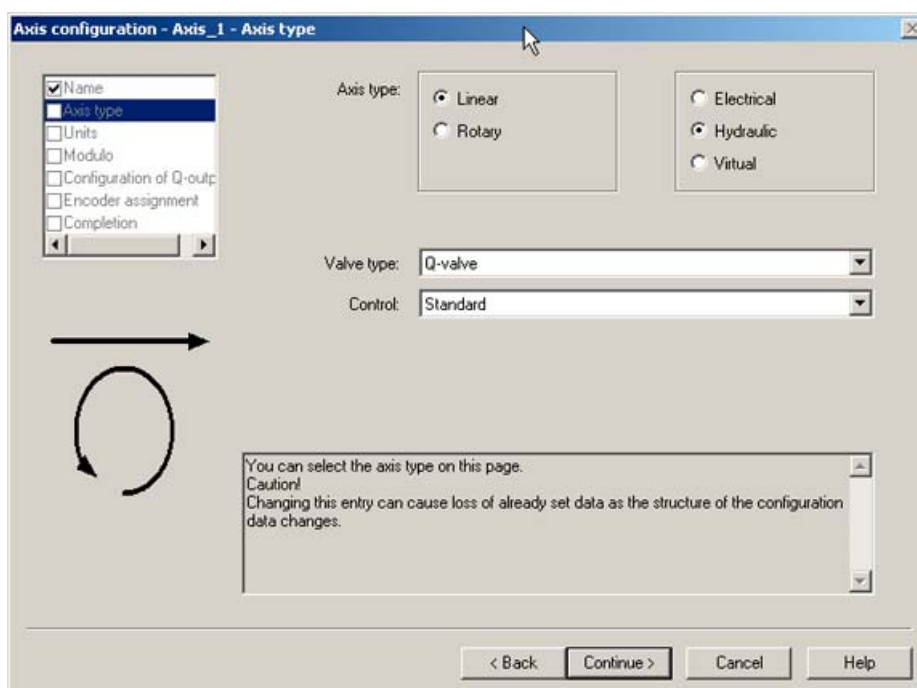 Axis configuration - Axis_1 - Axis type
Name
Axis type
Units
Modulo
Configuration of Q-outp
Encoder assignment
Completion
Axis type:
Linear
Rotary
Electrical
Hydraulic
Virtual
Valve type:
Q-valve
Control:
Standard
You can select the axis type on this page.
Caution!
Changing this entry can cause loss of already set data as the structure of the configuration
data changes.
< Back
Continue >
Cancel
Help